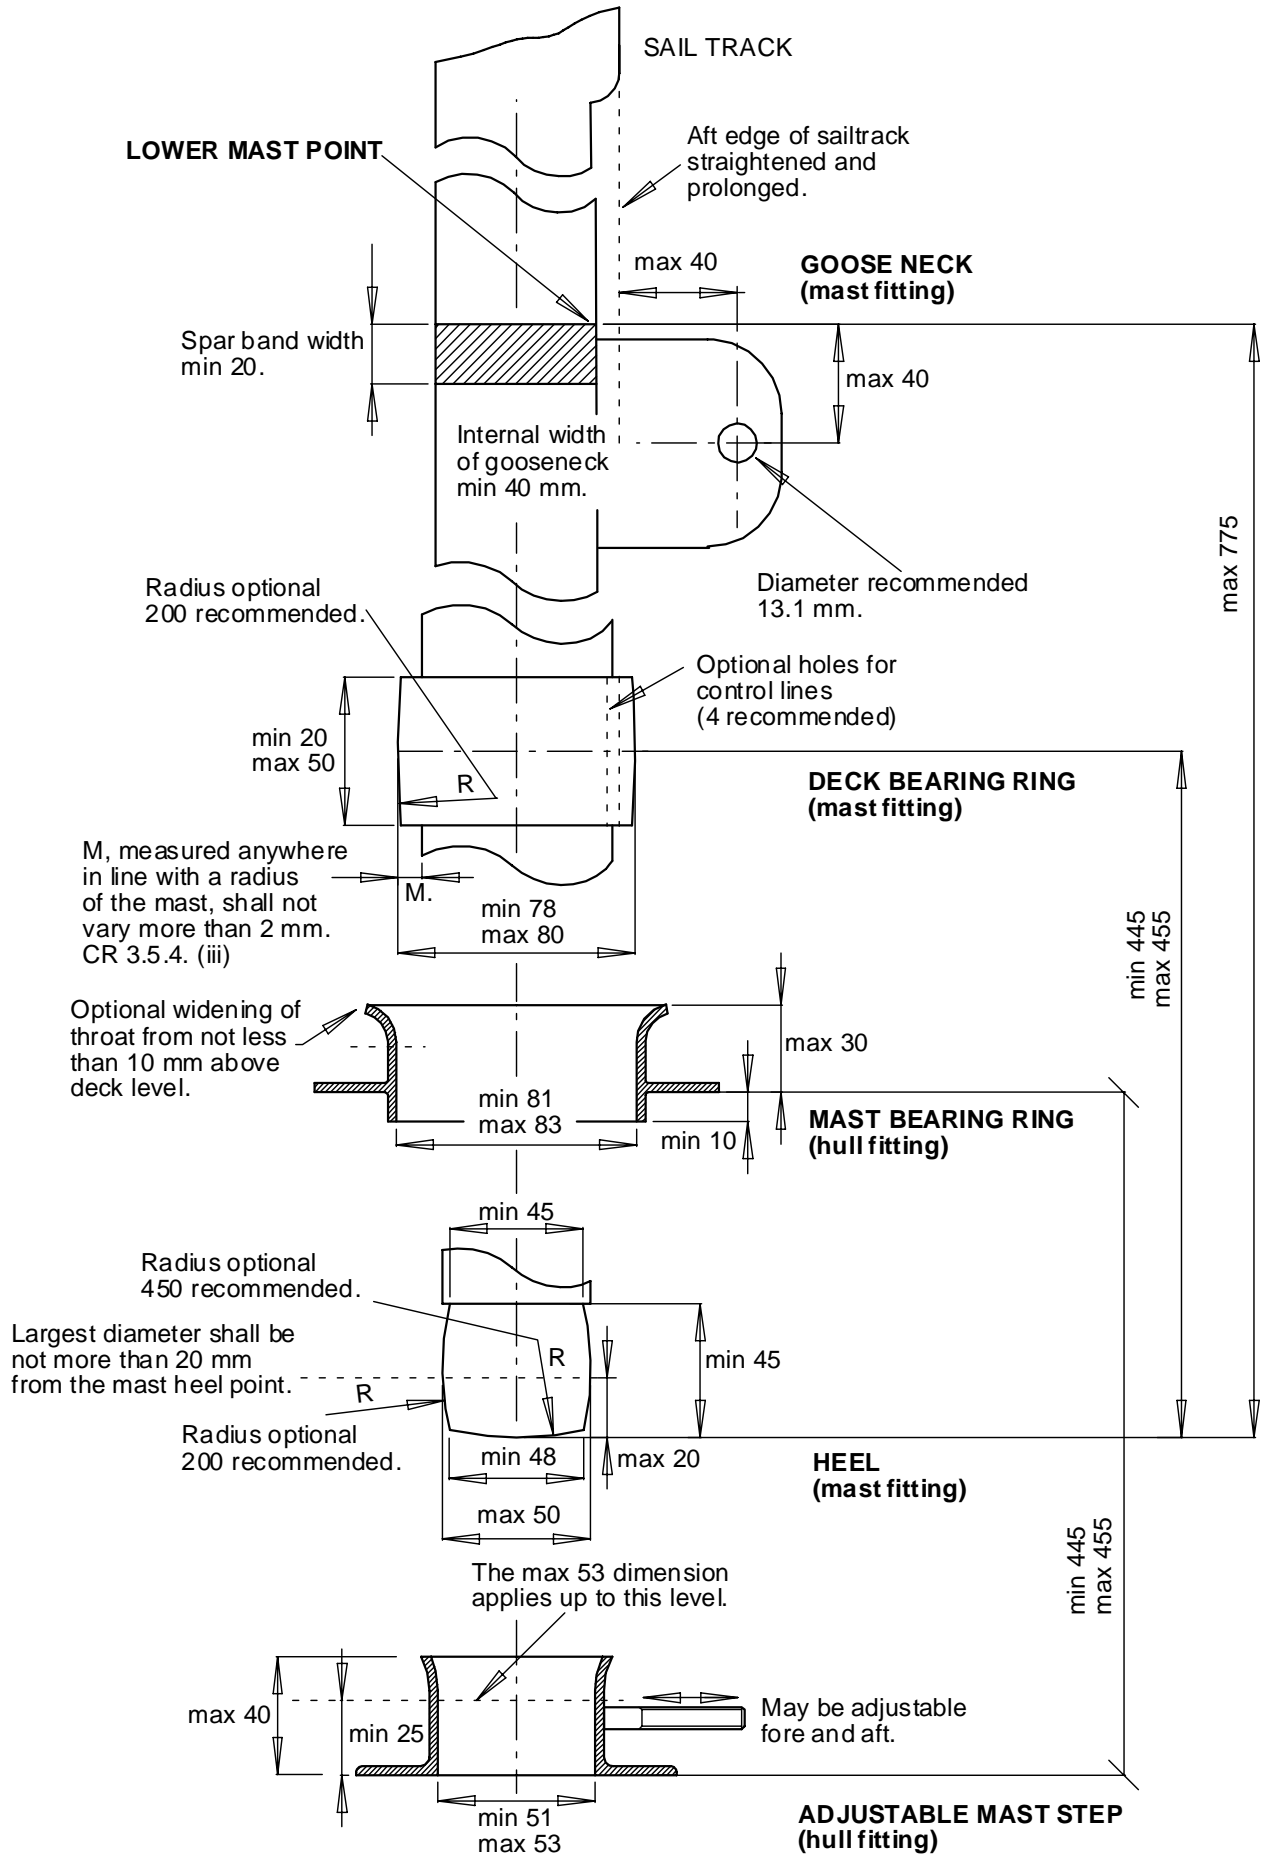 SAIL TRACK
LOWER MAST POINT
Aft edge of sailtrack
straightened and
prolonged.
max 40
GOOSE NECK
(mast fitting)
Spar band width
min 20.
max 40
Internal width
of gooseneck
min 40 mm.
max 775
Radius optional
200 recommended.
Diameter recommended
13.1 mm.
Optional holes for
control lines
(4 recommended)
min 20
max 50
R
DECK BEARING RING
(mast fitting)
M, measured anywhere
in line with a radius
of the mast, shall not
vary more than 2 mm.
CR 3.5.4. (iii)
M.
min 78
max 80
min 445
max 455
Optional widening of
throat from not less
than 10 mm above
deck level.
max 30
min 81
max 83
min 10
MAST BEARING RING
(hull fitting)
min 45
Radius optional
450 recommended.
Largest diameter shall be
not more than 20 mm
from the mast heel point.
R
R
min 45
Radius optional
200 recommended.
min 48
max 20
HEEL
(mast fitting)
max 50
min 445
max 455
The max 53 dimension
applies up to this level.
max 40
min 25
May be adjustable
fore and aft.
min 51
max 53
ADJUSTABLE MAST STEP
(hull fitting)